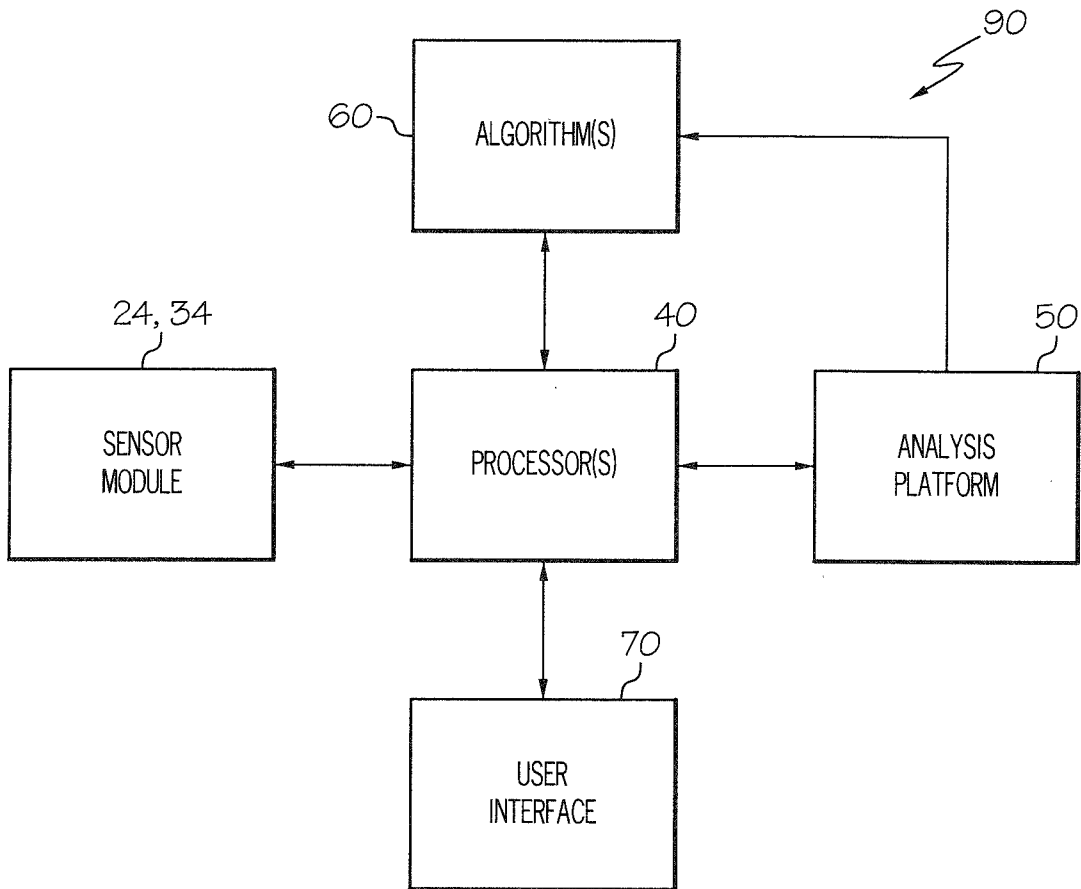 90
60
ALGORITHM(S)
24, 34
40
50
SENSOR
MODULE
PROCESSOR(S)
ANALYSIS
PLATFORM
70
USER
INTERFACE